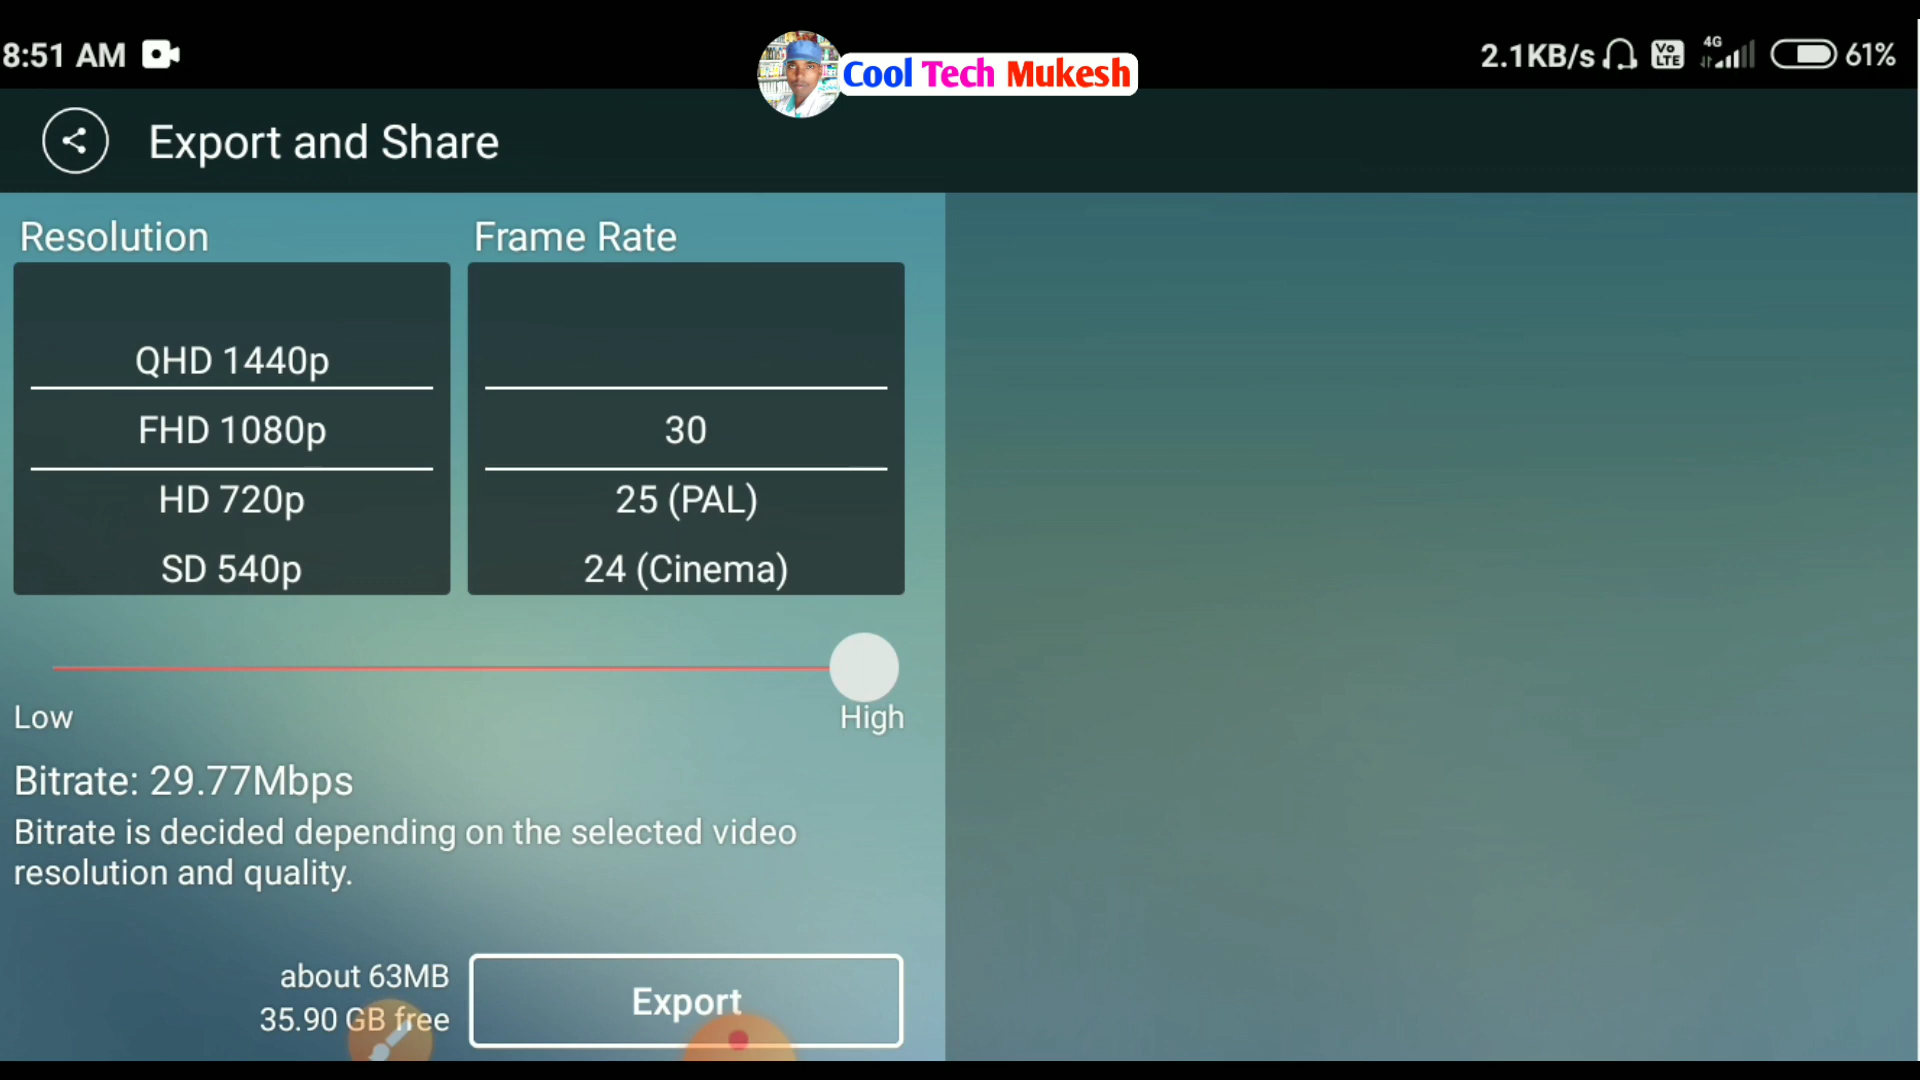 8:51 AM
2.1KB/s Vo LTE 4G 61%
Cool Tech Mukesh
Export and Share
Resolution
Frame Rate
QHD 1440p
FHD 1080p
HD 720p
SD 540p
30
25 (PAL)
24 (Cinema)
Low
High
Bitrate: 29.77Mbps
Bitrate is decided depending on the selected video
resolution and quality.
about 63MB
35.90 GB free
Export